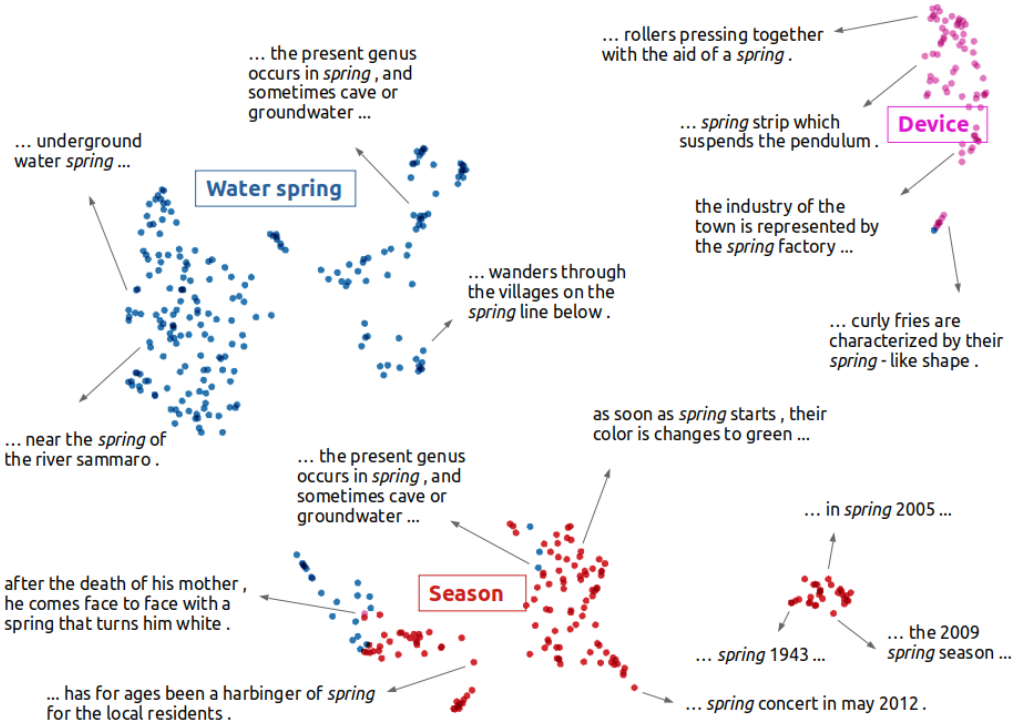 … rollers pressing together
with the aid of a spring .
… the present genus
occurs in spring , and
sometimes cave or
groundwater …
… underground
water spring …
Water spring
… spring strip which
suspends the pendulum .
Device
the industry of the
town is represented by
the spring factory …
… wanders through
the villages on the
spring line below .
… curly fries are
characterized by their
spring - like shape .
… near the spring of
the river sammaro .
as soon as spring starts , their
color is changes to green …
… the present genus
occurs in spring , and
sometimes cave or
groundwater …
… in spring 2005 …
after the death of his mother ,
he comes face to face with a
spring that turns him white .
Season
… spring 1943 …
… the 2009
spring season …
... has for ages been a harbinger of spring
for the local residents .
… spring concert in may 2012 .